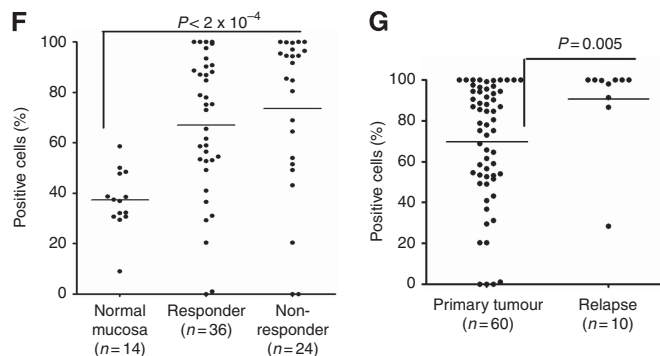 F
P < 2 x 10⁻⁴
100
80
60
40
20
0
Positive cells (%)
Normal mucosa (n=14)
Responder (n=36)
Non-responder (n=24)
G
P = 0.005
100
80
60
40
20
0
Positive cells (%)
Primary tumour (n=60)
Relapse (n=10)